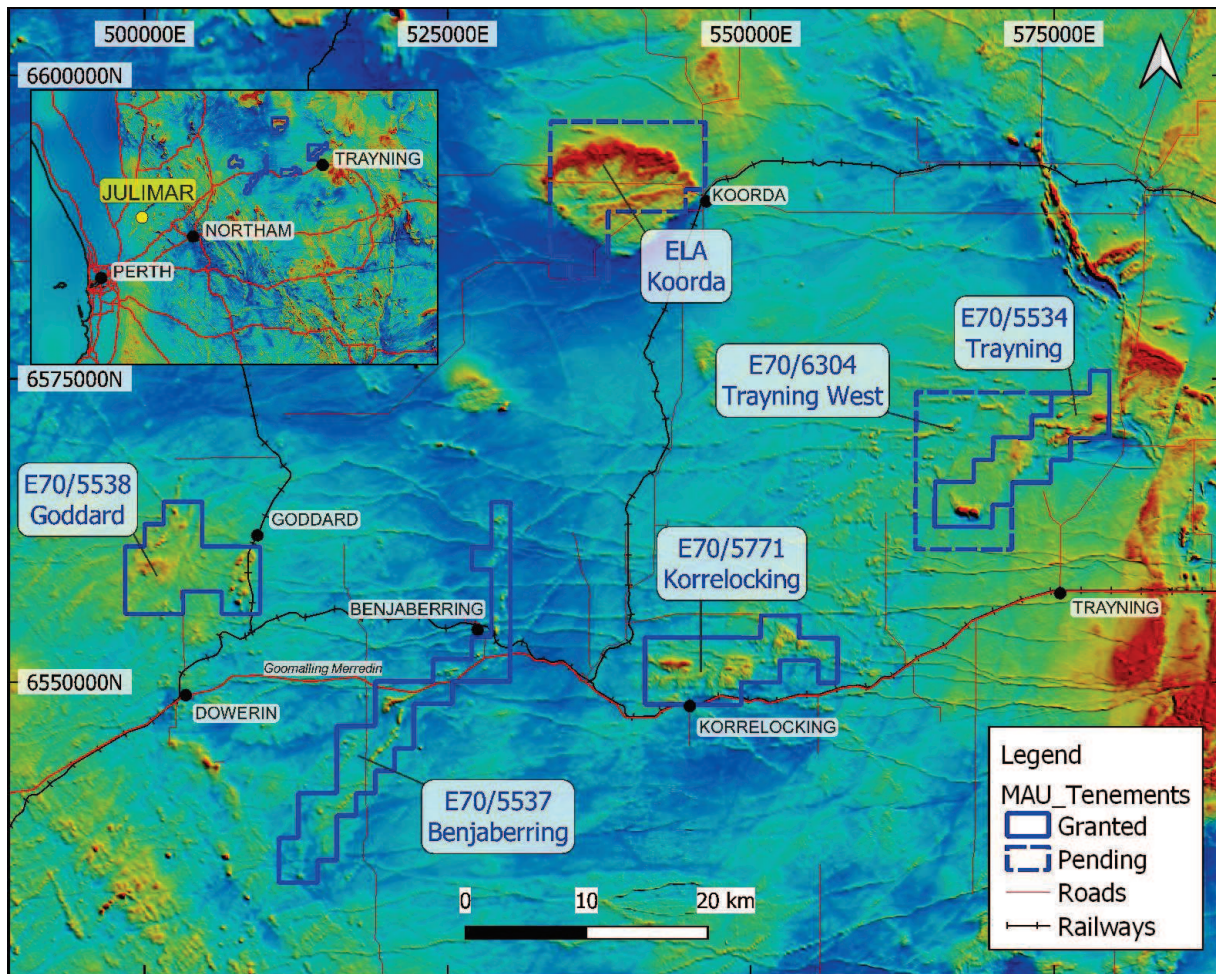 500000E
525000E
550000E
575000E
6600000N
TRAYNING
JULIMAR
NORTHAM
PERTH
KOORDA
ELA
Koorda
E70/5534
Trayning
E70/6304
Trayning West
6575000N
E70/5538
Goddard
GODDARD
E70/5771
Korrelocking
BENJABERRING
TRAYNING
Goomalling Merredin
6550000N
DOWERIN
KORRELOCKING
E70/5537
Benjaberring
Legend
MAU_Tenements
Granted
Pending
Roads
Railways
0
10
20 km